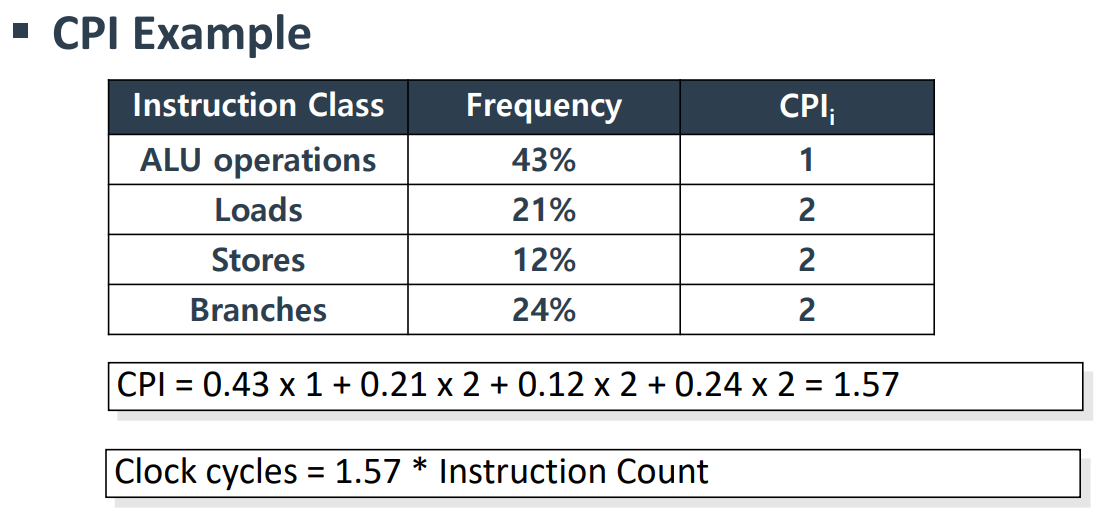 ▪ CPI Example
Instruction Class Frequency CPIi
ALU operations 43% 1
Loads 21% 2
Stores 12% 2
Branches 24% 2
CPI = 0.43 x 1 + 0.21 x 2 + 0.12 x 2 + 0.24 x 2 = 1.57
Clock cycles = 1.57 * Instruction Count